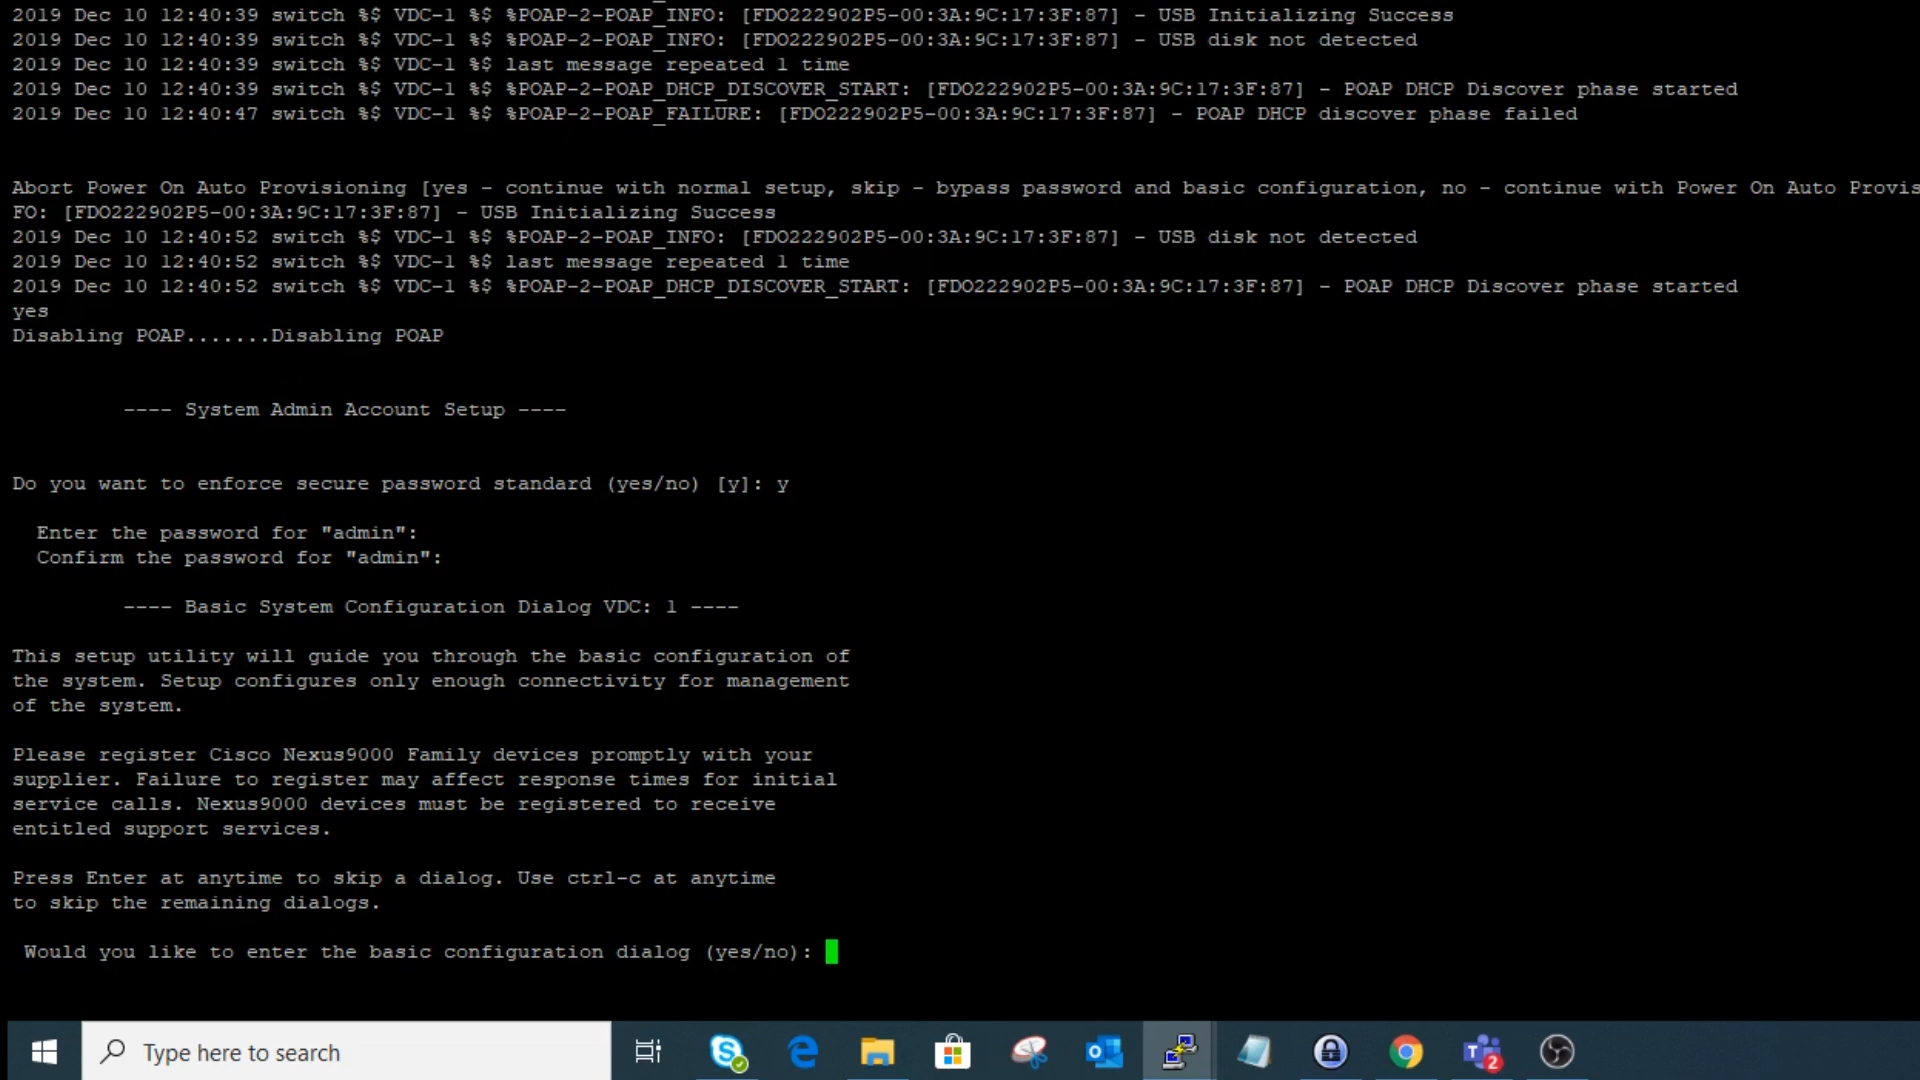 2019 Dec 10 12:40:39 switch %$ VDC-1 %$ %POAP-2-POAP_INFO: [FDO222902P5-00:3A:9C:17:3F:87] - USB Initializing Success
2019 Dec 10 12:40:39 switch %$ VDC-1 %$ %POAP-2-POAP_INFO: [FDO222902P5-00:3A:9C:17:3F:87] - USB disk not detected
2019 Dec 10 12:40:39 switch %$ VDC-1 %$ last message repeated 1 time
2019 Dec 10 12:40:39 switch %$ VDC-1 %$ %POAP-2-POAP_DHCP_DISCOVER_START: [FDO222902P5-00:3A:9C:17:3F:87] - POAP DHCP Discover phase started
2019 Dec 10 12:40:47 switch %$ VDC-1 %$ %POAP-2-POAP_FAILURE: [FDO222902P5-00:3A:9C:17:3F:87] - POAP DHCP discover phase failed
Abort Power On Auto Provisioning [yes - continue with normal setup, skip - bypass password and basic configuration, no - continue with Power On Auto Provis
FO: [FDO222902P5-00:3A:9C:17:3F:87] - USB Initializing Success
2019 Dec 10 12:40:52 switch %$ VDC-1 %$ %POAP-2-POAP_INFO: [FDO222902P5-00:3A:9C:17:3F:87] - USB disk not detected
2019 Dec 10 12:40:52 switch %$ VDC-1 %$ last message repeated 1 time
2019 Dec 10 12:40:52 switch %$ VDC-1 %$ %POAP-2-POAP_DHCP_DISCOVER_START: [FDO222902P5-00:3A:9C:17:3F:87] - POAP DHCP Discover phase started
yes
Disabling POAP.......Disabling POAP
---- System Admin Account Setup ----
Do you want to enforce secure password standard (yes/no) [y]: y
Enter the password for "admin":
Confirm the password for "admin":
---- Basic System Configuration Dialog VDC: 1 ----
This setup utility will guide you through the basic configuration of
the system. Setup configures only enough connectivity for management
of the system.
Please register Cisco Nexus9000 Family devices promptly with your
supplier. Failure to register may affect response times for initial
service calls. Nexus9000 devices must be registered to receive
entitled support services.
Press Enter at anytime to skip a dialog. Use ctrl-c at anytime
to skip the remaining dialogs.
Would you like to enter the basic configuration dialog (yes/no):
Type here to search
2